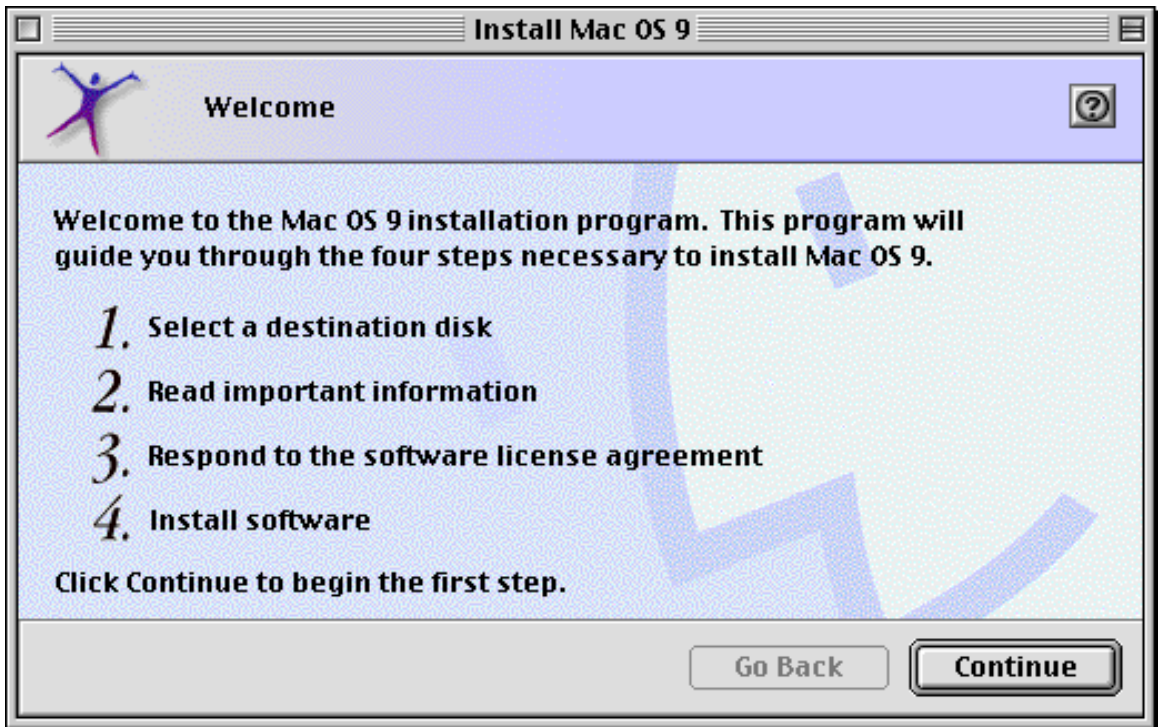 Install Mac OS 9
Welcome
?
Welcome to the Mac OS 9 installation program. This program will
guide you through the four steps necessary to install Mac OS 9.
1. Select a destination disk
2. Read important information
3. Respond to the software license agreement
4. Install software
Click Continue to begin the first step.
Go Back Continue